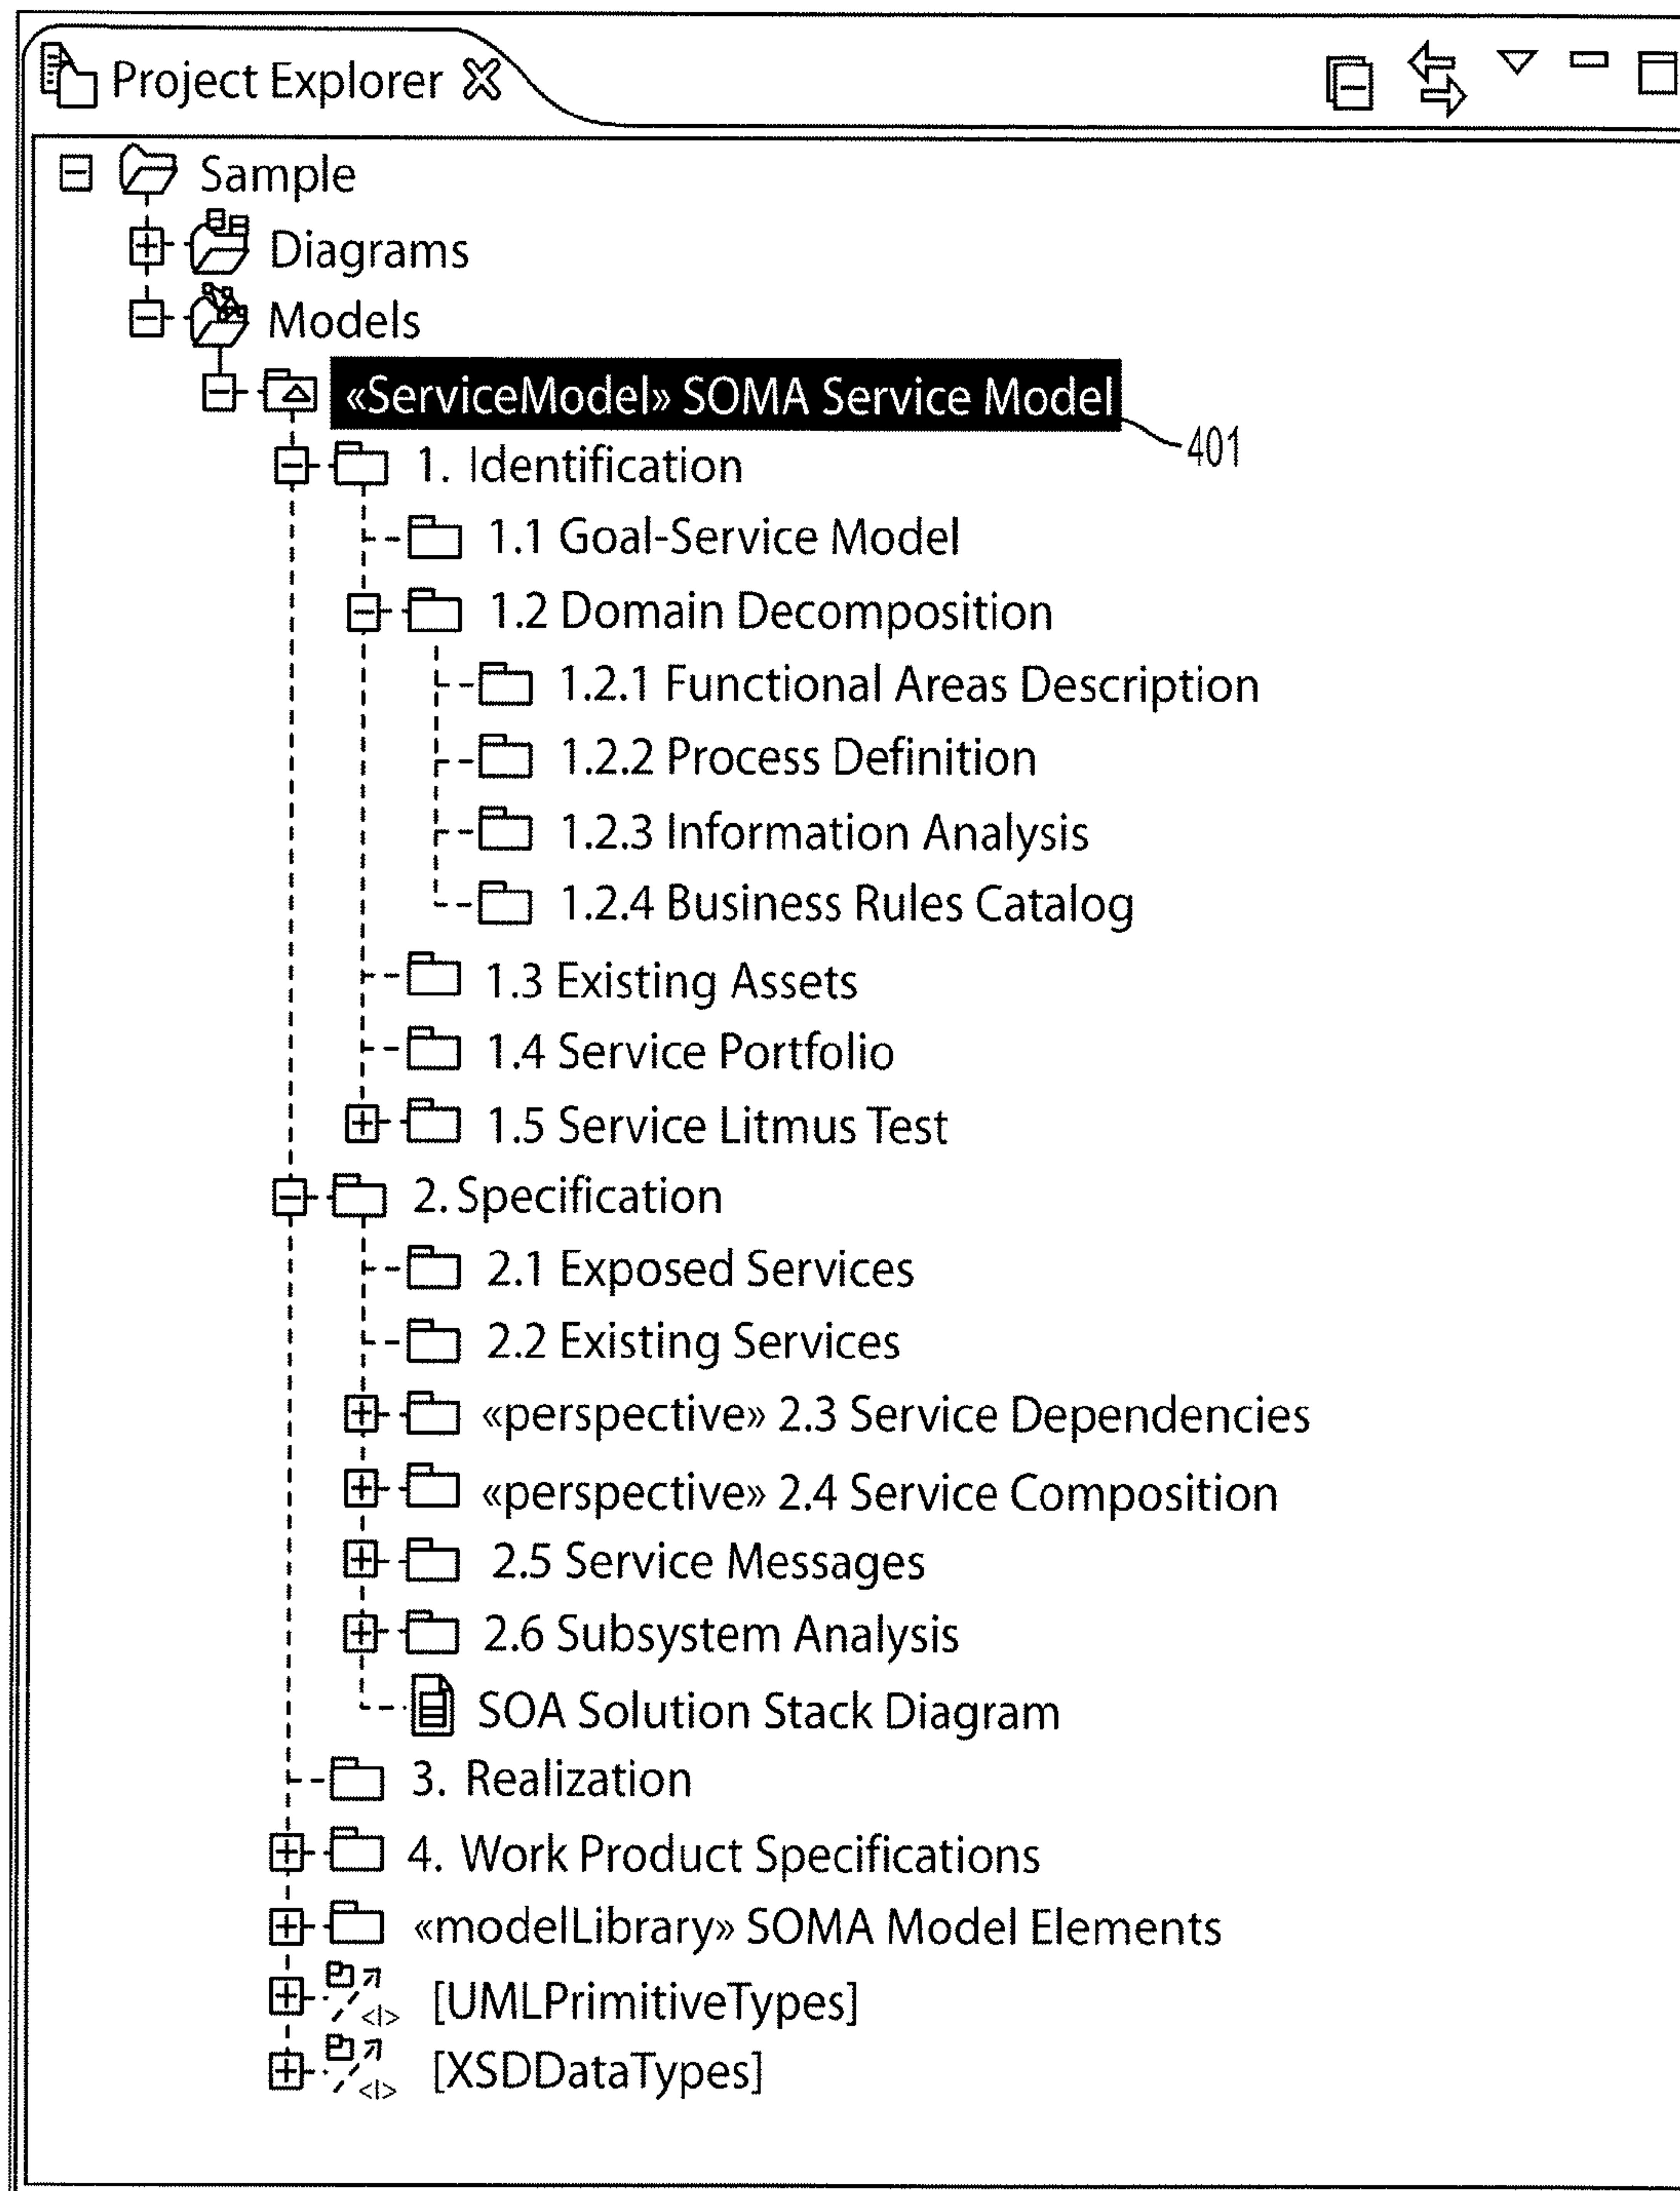 Project Explorer
Sample
Diagrams
Models
«ServiceModel» SOMA Service Model
401
1. Identification
1.1 Goal-Service Model
1.2 Domain Decomposition
1.2.1 Functional Areas Description
1.2.2 Process Definition
1.2.3 Information Analysis
1.2.4 Business Rules Catalog
1.3 Existing Assets
1.4 Service Portfolio
1.5 Service Litmus Test
2. Specification
2.1 Exposed Services
2.2 Existing Services
«perspective» 2.3 Service Dependencies
«perspective» 2.4 Service Composition
2.5 Service Messages
2.6 Subsystem Analysis
SOA Solution Stack Diagram
3. Realization
4. Work Product Specifications
«modelLibrary» SOMA Model Elements
[UMLPrimitiveTypes]
[XSDDataTypes]